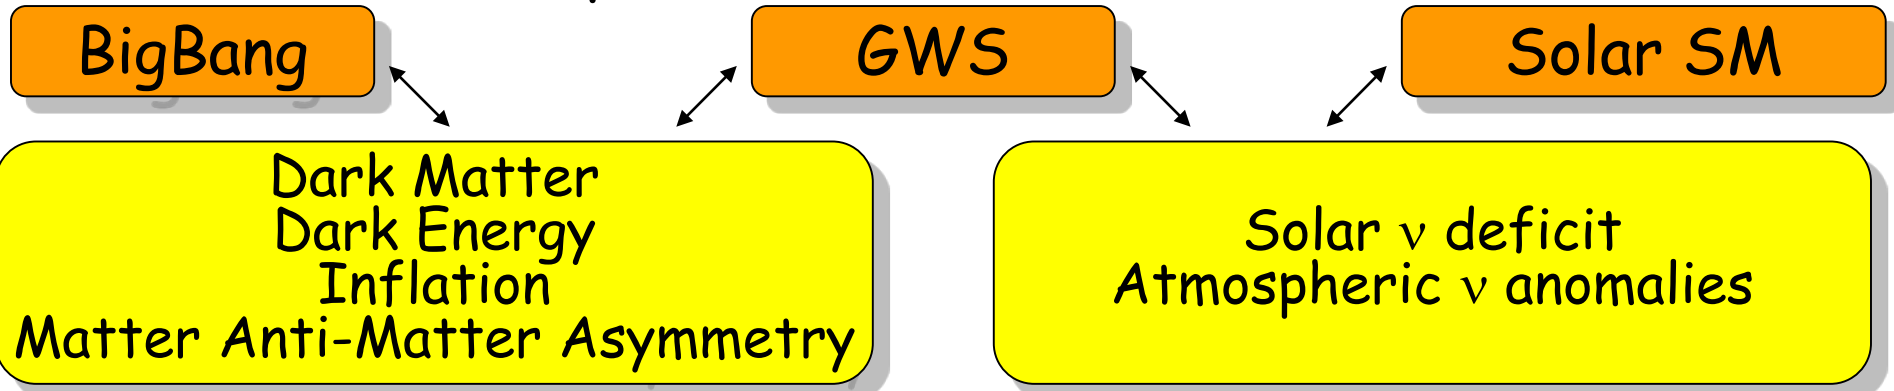 BigBang
GWS
Solar SM
Dark Matter
Dark Energy
Inflation
Matter Anti-Matter Asymmetry
Solar ν deficit
Atmospheric ν anomalies